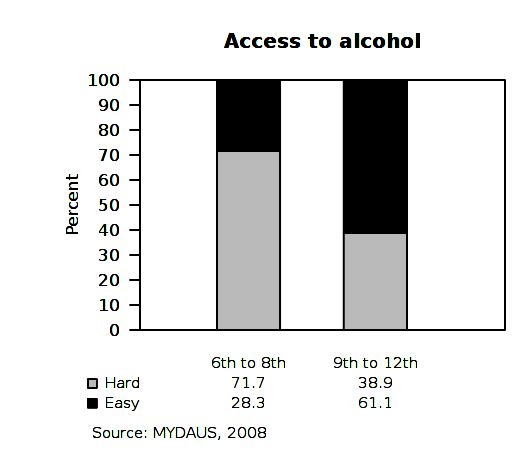 Access to alcohol
100
90
80
70
60
50
40
30
20
10
0
Percent
6th to 8th 9th to 12th
Hard 71.7 38.9
Easy 28.3 61.1
Source: MYDAUS, 2008